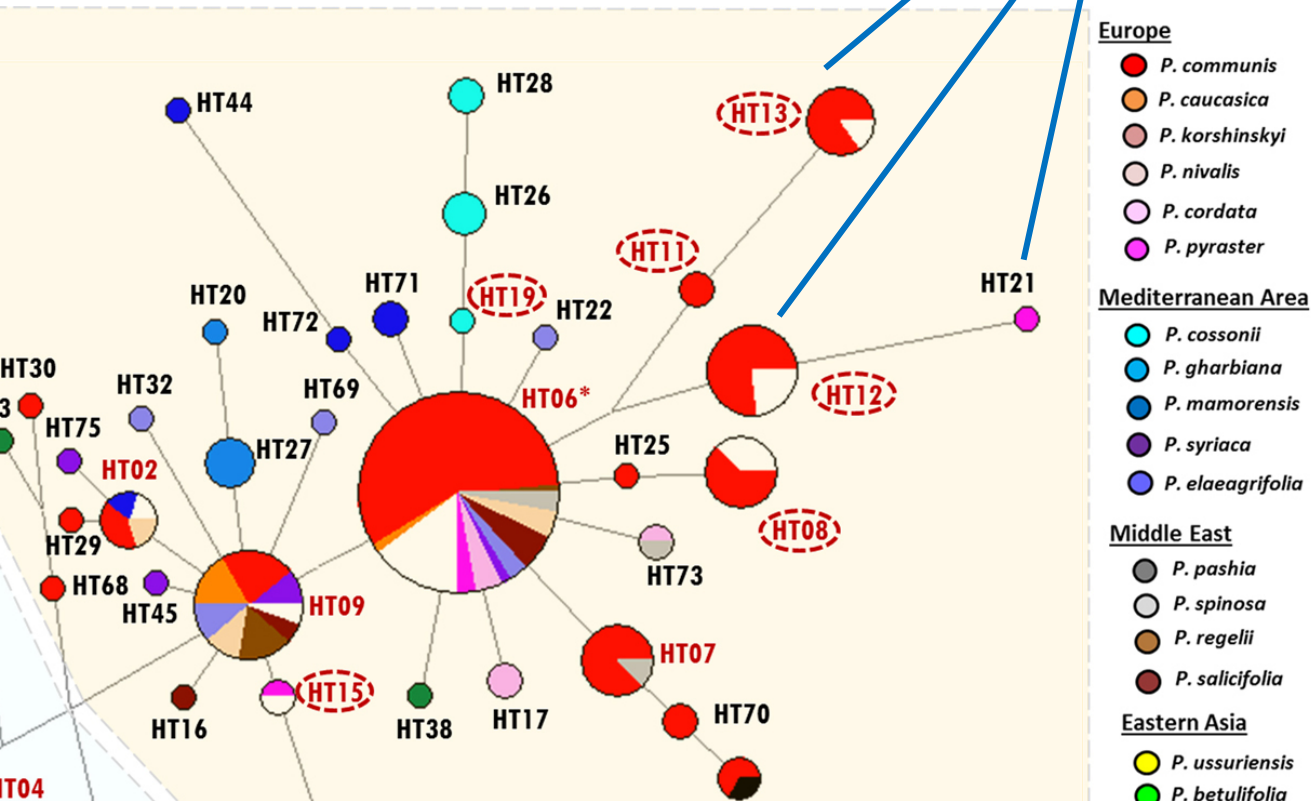 HT44
HT28
HT13
HT26
HT11
HT71
HT19
HT21
HT20
HT72
HT22
HT30
HT32
HT69
HT06*
HT12
3
HT75
HT27
HT25
HT02
HT08
HT29
HT68
HT45
HT09
HT73
HT07
HT15
HT16
HT38
HT17
HT70
HT04
Europe
P. communis
P. caucasica
P. korshinskyi
P. nivalis
P. cordata
P. pyraster
Mediterranean Area
P. cossonii
P. gharbiana
P. mamorensis
P. syriaca
P. elaeagrifolia
Middle East
P. pashia
P. spinosa
P. regelii
P. salicifolia
Eastern Asia
P. ussuriensis
P. betulifolia